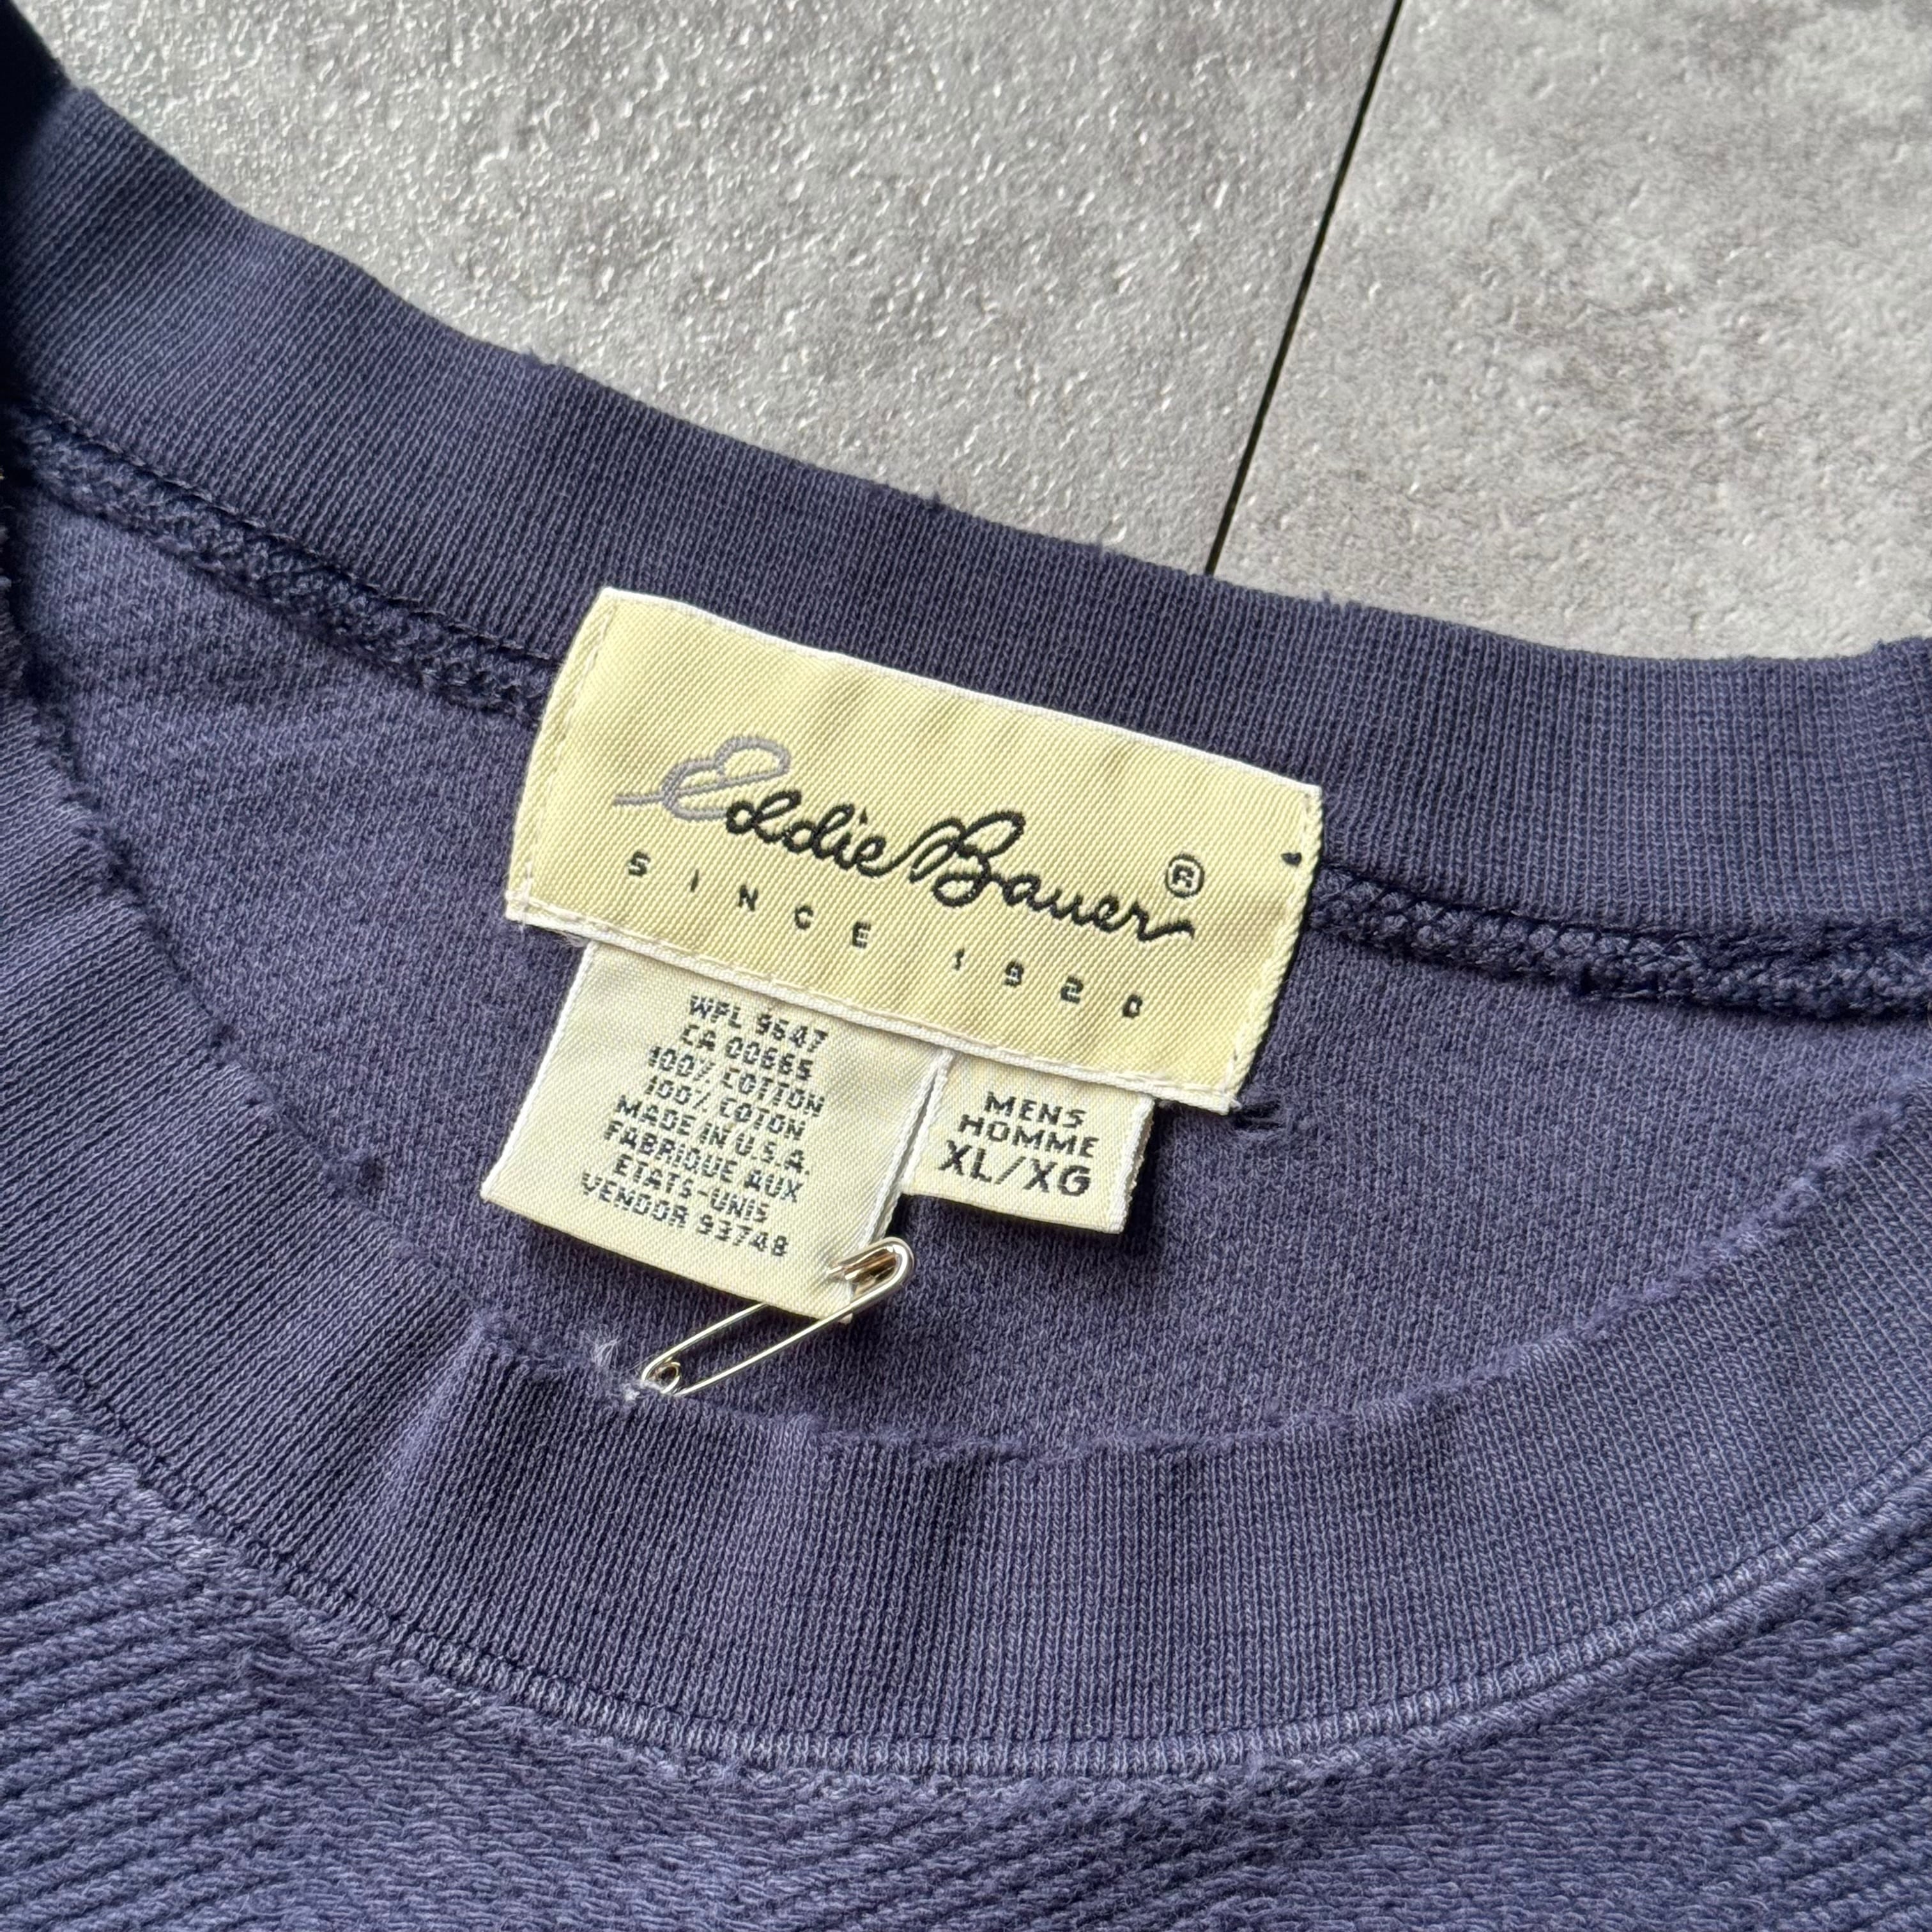 Eddie Bauer®
SINCE 1920
WPL 9647
CA 00665
100% COTTON
100% COTON
MADE IN U.S.A.
FABRIQUE AUX
ETATS-UNIS
VENDOR 93748
MENS
HOMME
XL/XG